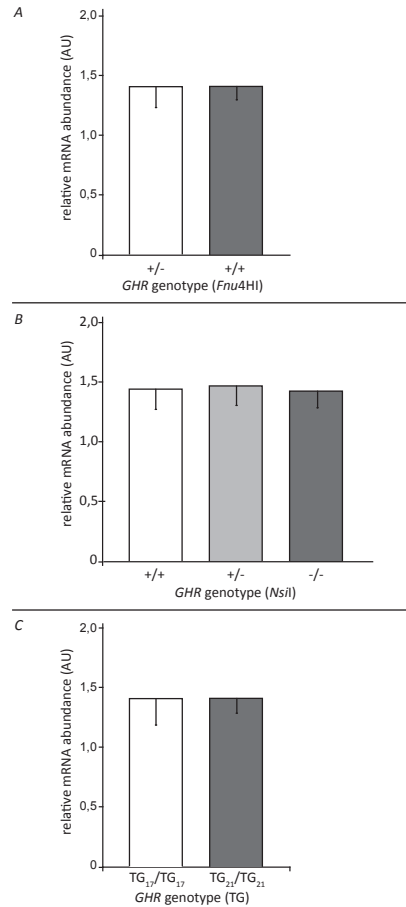 A
relative mRNA abundance (AU)
2,0
1,5
1,0
0,5
0
+/- +/+
GHR genotype (Fnu4HI)
B
relative mRNA abundance (AU)
2,0
1,5
1,0
0,5
0
+/+ +/- -/-
GHR genotype (NsiI)
C
relative mRNA abundance (AU)
2,0
1,5
1,0
0,5
0
TG₁₇/TG₁₇ TG₂₁/TG₂₁
GHR genotype (TG)